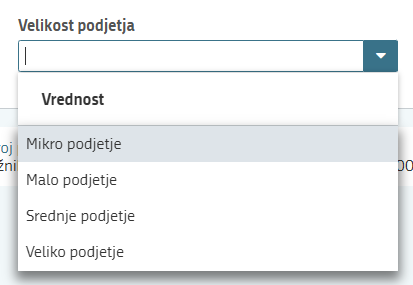 Velikost podjetja
Vrednost
Mikro podjetje
Malo podjetje
Srednje podjetje
Veliko podjetje